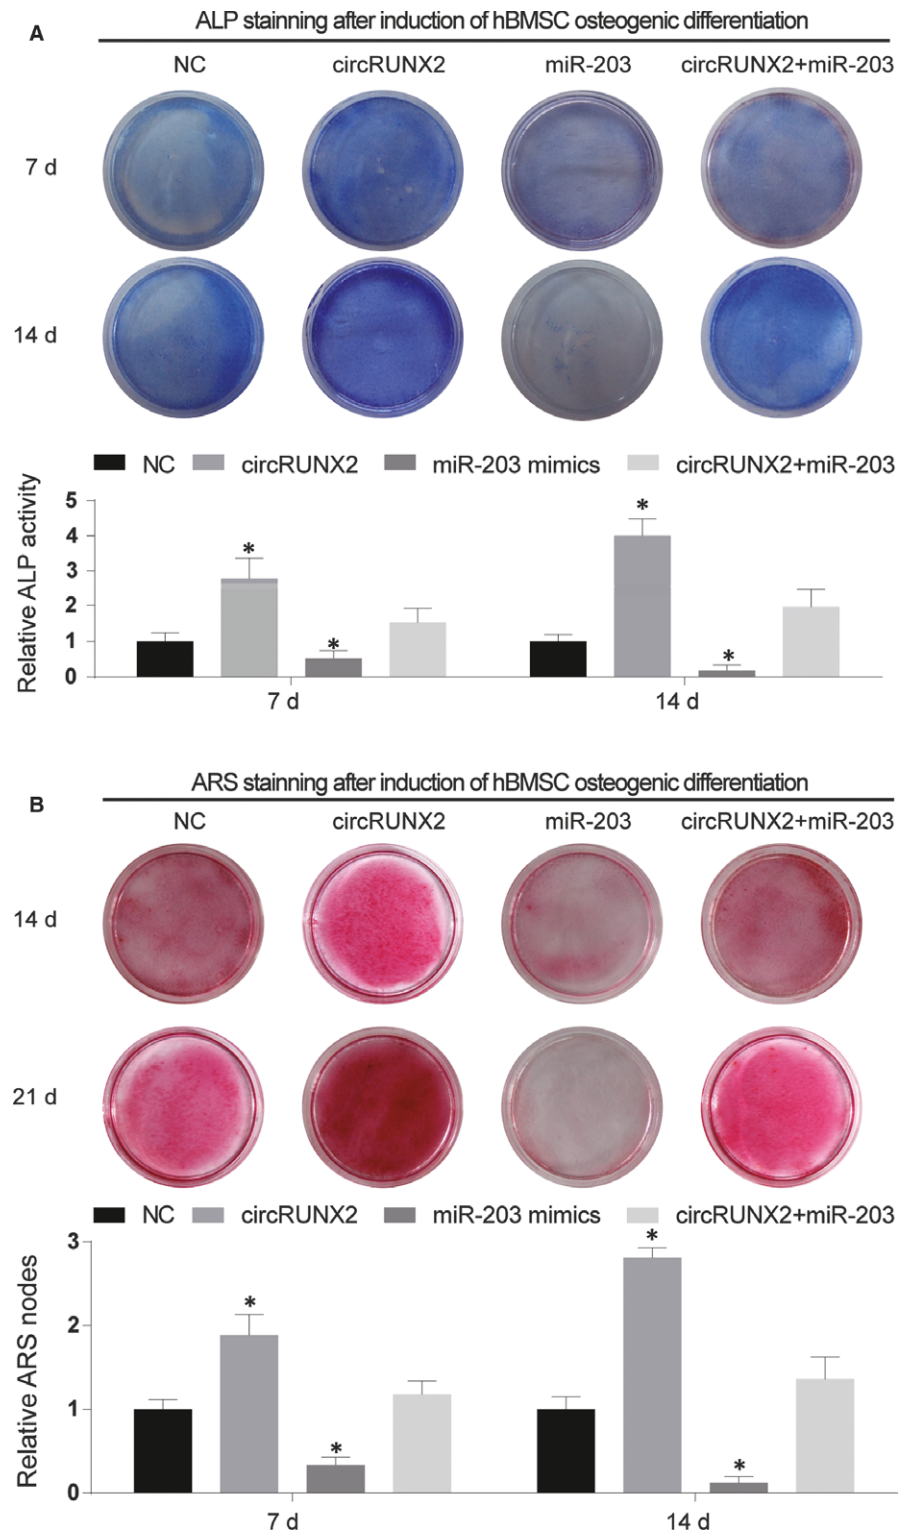 A
ALP stainning after induction of hBMSC osteogenic differentiation
NC circRUNX2 miR-203 circRUNX2+miR-203
7 d
14 d
NC circRUNX2 miR-203 mimics circRUNX2+miR-203
Relative ALP activity
5
4
3
2
1
0
* * * *
7 d 14 d
B
ARS stainning after induction of hBMSC osteogenic differentiation
NC circRUNX2 miR-203 circRUNX2+miR-203
14 d
21 d
NC circRUNX2 miR-203 mimics circRUNX2+miR-203
Relative ARS nodes
3
2
1
0
* * * *
7 d 14 d